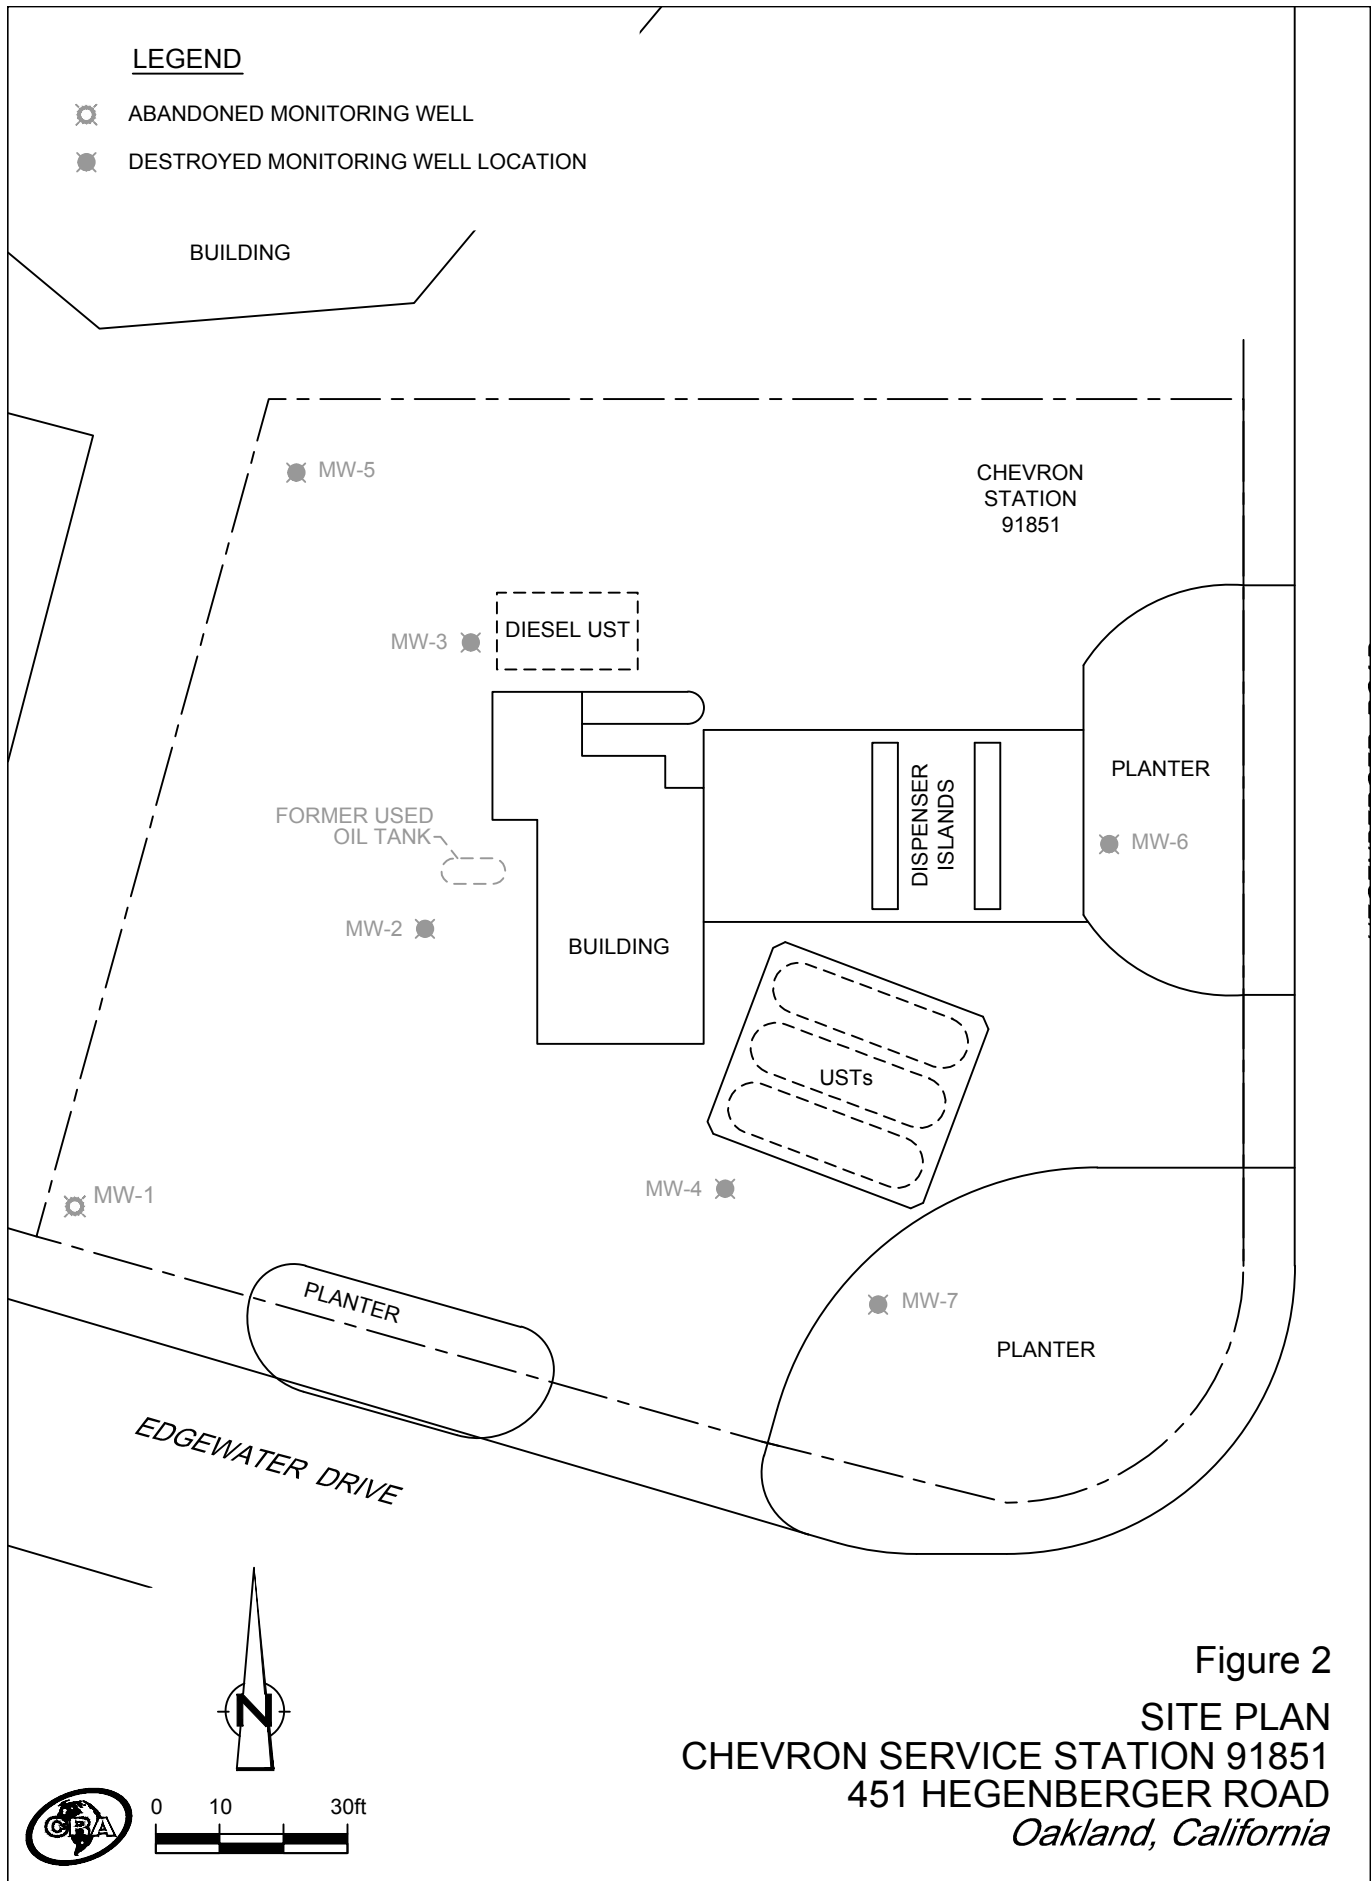 LEGEND
ABANDONED MONITORING WELL
DESTROYED MONITORING WELL LOCATION
BUILDING
MW-5
CHEVRON
STATION
91851
MW-3
DIESEL UST
PLANTER
DISPENSER
ISLANDS
FORMER USED
OIL TANK
MW-6
MW-2
BUILDING
USTs
MW-4
MW-1
PLANTER
MW-7
PLANTER
EDGEWATER DRIVE
N
Figure 2
SITE PLAN
CHEVRON SERVICE STATION 91851
451 HEGENBERGER ROAD
Oakland, California
CRA
0 10 30ft